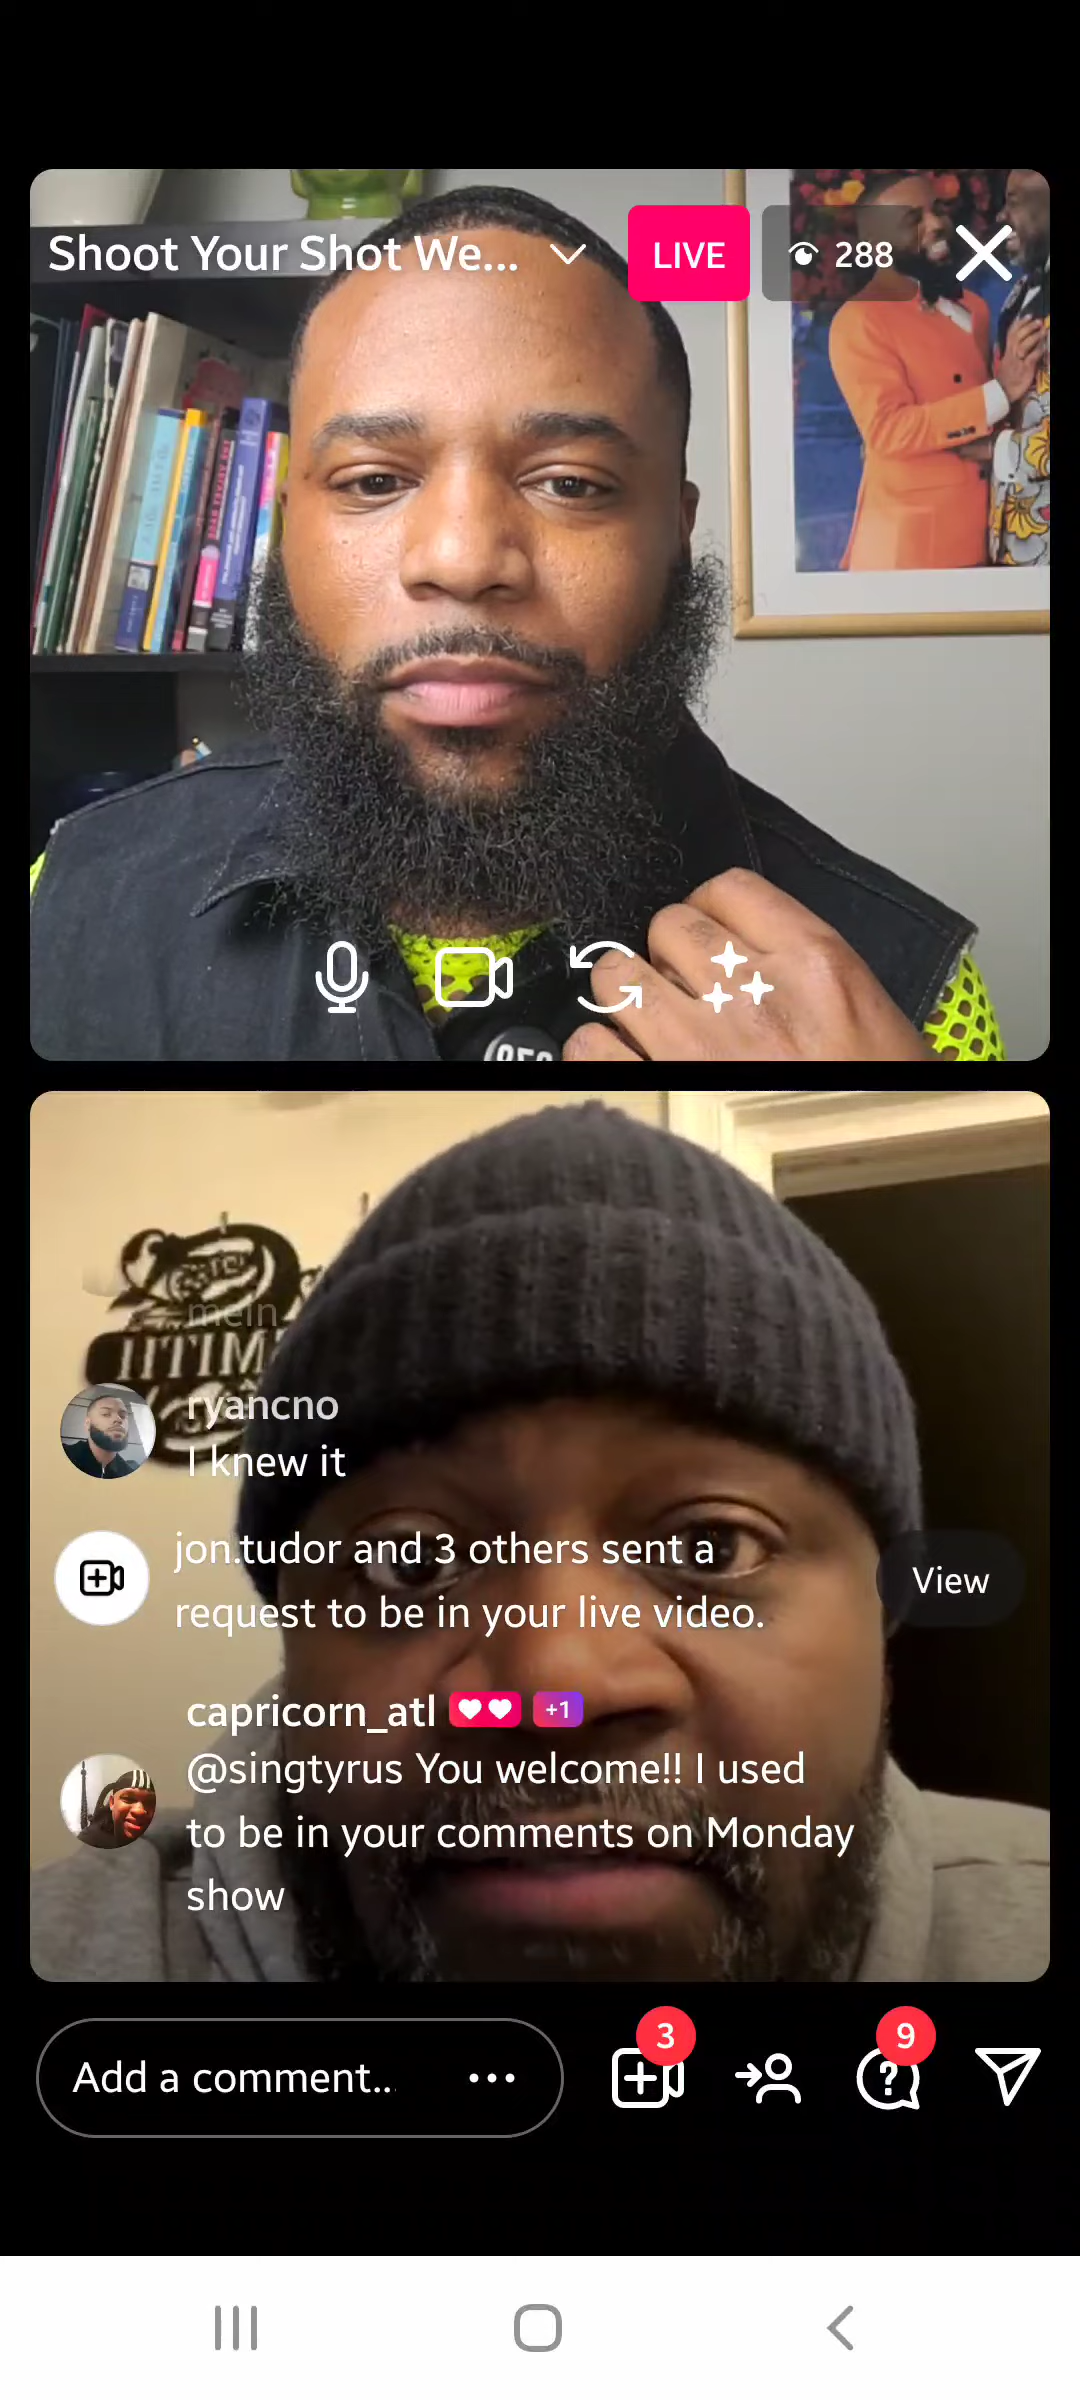 Shoot Your Shot We...
LIVE
288
mein
ryancno
I knew it
jon.tudor and 3 others sent a
request to be in your live video.
View
capricorn_atl +1
@singtyrus You welcome!! I used
to be in your comments on Monday
show
Add a comment...
3
9